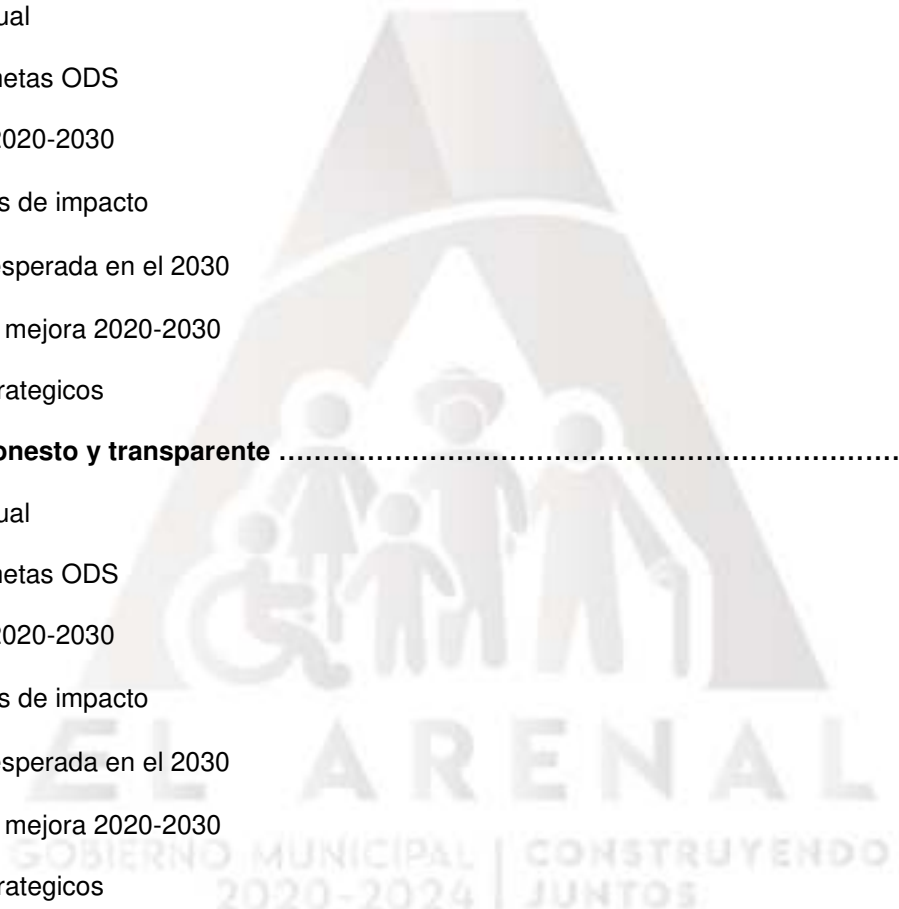 ual
netas ODS
2020-2030
s de impacto
esperada en el 2030
mejora 2020-2030
rategicos
onesto y transparente ........................................................................
ual
netas ODS
2020-2030
s de impacto
esperada en el 2030
mejora 2020-2030
rategicos
EL ARENAL
GOBIERNO MUNICIPAL | CONSTRUYENDO
2020-2024 | JUNTOS